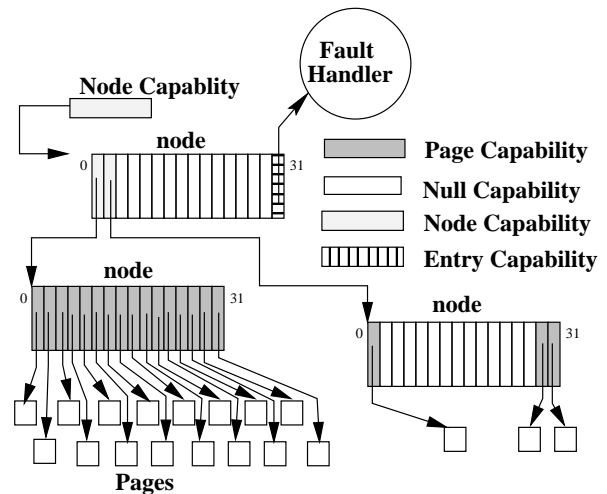 Fault
Handler
Node Capablity
node
0
31
Page Capability
Null Capability
Node Capability
Entry Capability
node
0
31
node
0
31
Pages